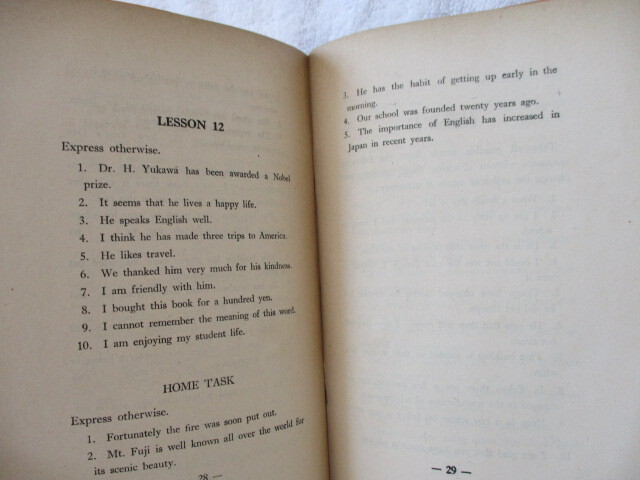 LESSON 12
Express otherwise.
1. Dr. H. Yukawa has been awarded a Nobel
prize.
2. It seems that he lives a happy life.
3. He speaks English well.
4. I think he has made three trips to America.
5. He likes travel.
6. We thanked him very much for his kindness.
7. I am friendly with him.
8. I bought this book for a hundred yen.
9. I cannot remember the meaning of this word.
10. I am enjoying my student life.
HOME TASK
Express otherwise.
1. Fortunately the fire was soon put out.
2. Mt. Fuji is well known all over the world for
its scenic beauty.
28 —
3. He has the habit of getting up early in the
morning.
4. Our school was founded twenty years ago.
5. The importance of English has increased in
Japan in recent years.
— 29 —